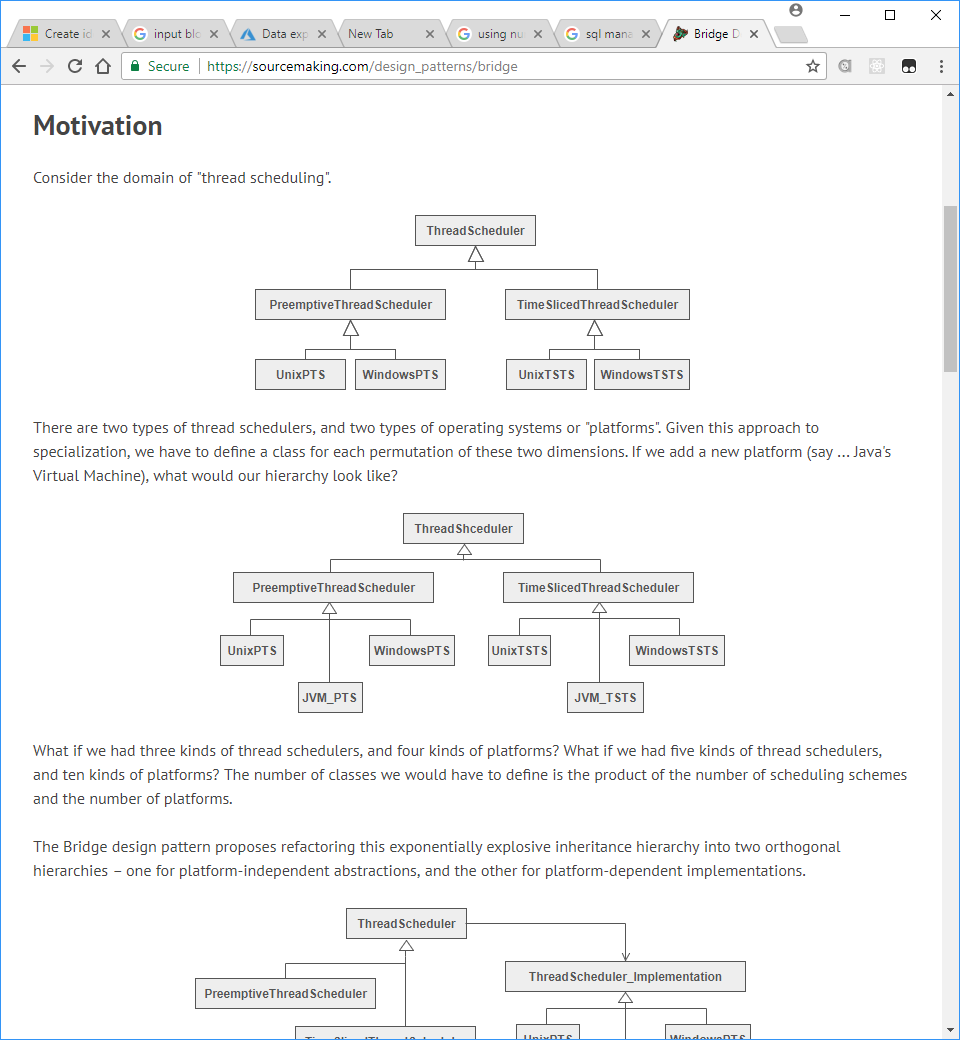 Create id
input blo
Data exp
New Tab
using nu
sql mana
Bridge D
Secure
https://sourcemaking.com/design_patterns/bridge
Motivation
Consider the domain of "thread scheduling".
ThreadScheduler
PreemptiveThreadScheduler
TimeSlicedThreadScheduler
UnixPTS
WindowsPTS
UnixTSTS
WindowsTSTS
There are two types of thread schedulers, and two types of operating systems or "platforms". Given this approach to
specialization, we have to define a class for each permutation of these two dimensions. If we add a new platform (say ... Java's
Virtual Machine), what would our hierarchy look like?
ThreadShceduler
PreemptiveThreadScheduler
TimeSlicedThreadScheduler
UnixPTS
WindowsPTS
UnixTSTS
WindowsTSTS
JVM_PTS
JVM_TSTS
What if we had three kinds of thread schedulers, and four kinds of platforms? What if we had five kinds of thread schedulers,
and ten kinds of platforms? The number of classes we would have to define is the product of the number of scheduling schemes
and the number of platforms.
The Bridge design pattern proposes refactoring this exponentially explosive inheritance hierarchy into two orthogonal
hierarchies – one for platform-independent abstractions, and the other for platform-dependent implementations.
ThreadScheduler
ThreadScheduler_Implementation
PreemptiveThreadScheduler
TimeSlicedThreadScheduler
UnixPTS
WindowsPTS